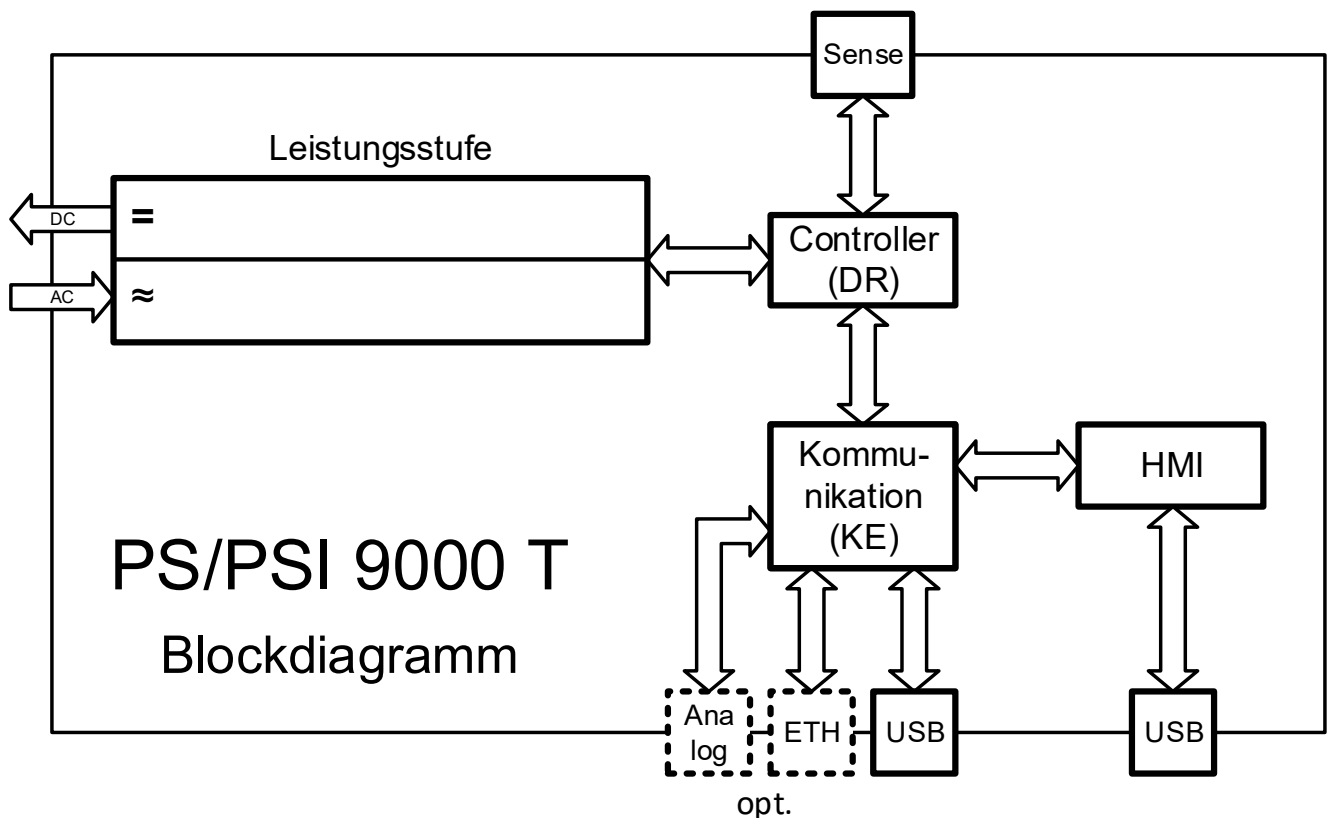 Sense
Leistungsstufe
DC
=
AC
≈
Controller
(DR)
Kommu-
nikation
(KE)
HMI
PS/PSI 9000 T
Blockdiagramm
Ana
log
ETH
USB
USB
opt.